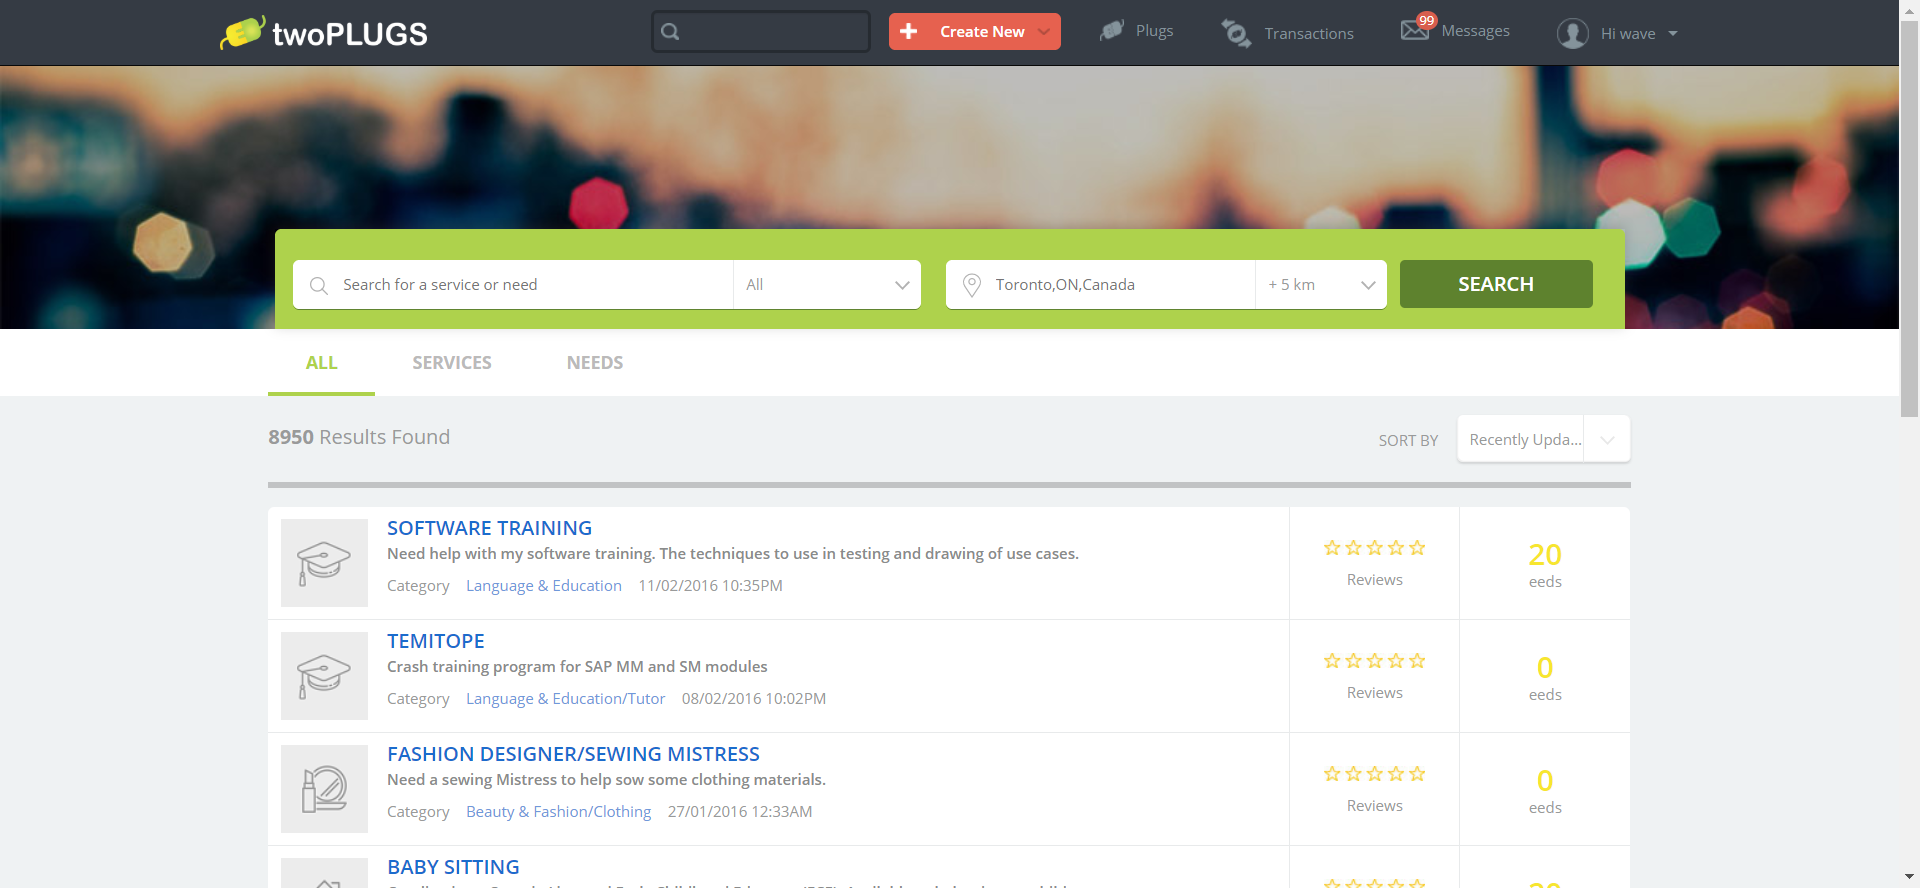 twoPLUGS
Create New
Plugs
Transactions
99
Messages
Hi wave
Search for a service or need
All
Toronto,ON,Canada
+ 5 km
SEARCH
ALL
SERVICES
NEEDS
8950 Results Found
SORT BY
Recently Upda...
SOFTWARE TRAINING
Need help with my software training. The techniques to use in testing and drawing of use cases.
Category Language & Education 11/02/2016 10:35PM
Reviews
20
eeds
TEMITOPE
Crash training program for SAP MM and SM modules
Category Language & Education/Tutor 08/02/2016 10:02PM
Reviews
0
eeds
FASHION DESIGNER/SEWING MISTRESS
Need a sewing Mistress to help sow some clothing materials.
Category Beauty & Fashion/Clothing 27/01/2016 12:33AM
Reviews
0
eeds
BABY SITTING